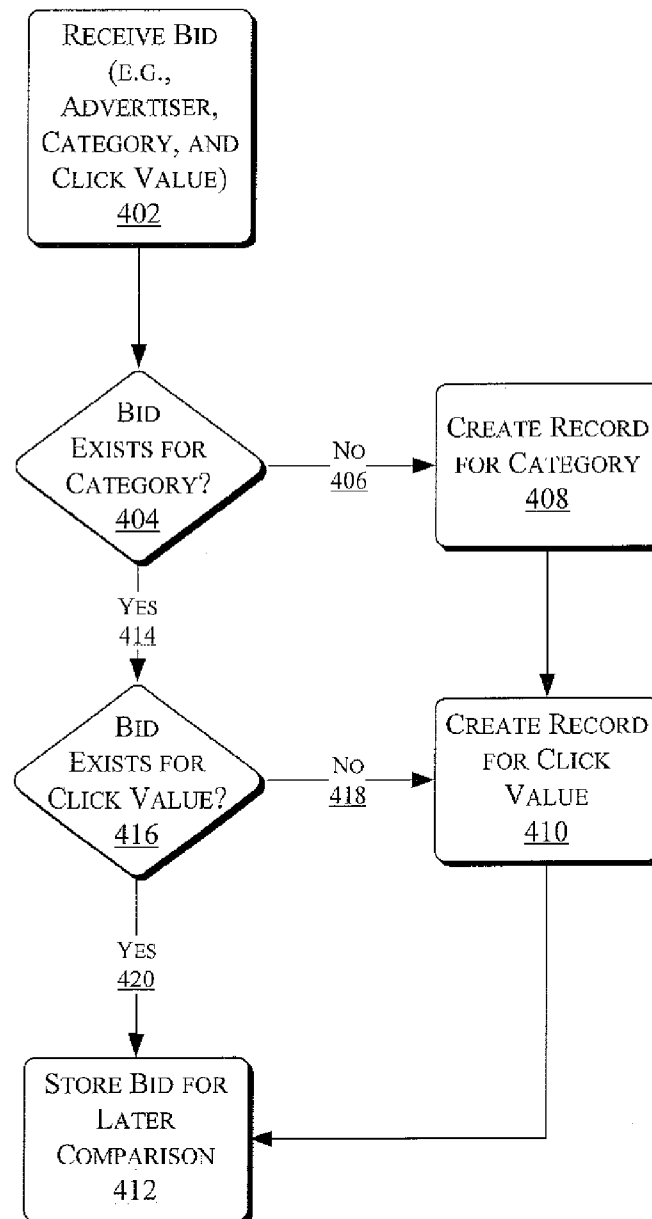 RECEIVE BID
(E.G.,
ADVERTISER,
CATEGORY, AND
CLICK VALUE)
402
BID
EXISTS FOR
CATEGORY?
404
NO
406
CREATE RECORD
FOR CATEGORY
408
YES
414
BID
EXISTS FOR
CLICK VALUE?
416
NO
418
CREATE RECORD
FOR CLICK
VALUE
410
YES
420
STORE BID FOR
LATER
COMPARISON
412